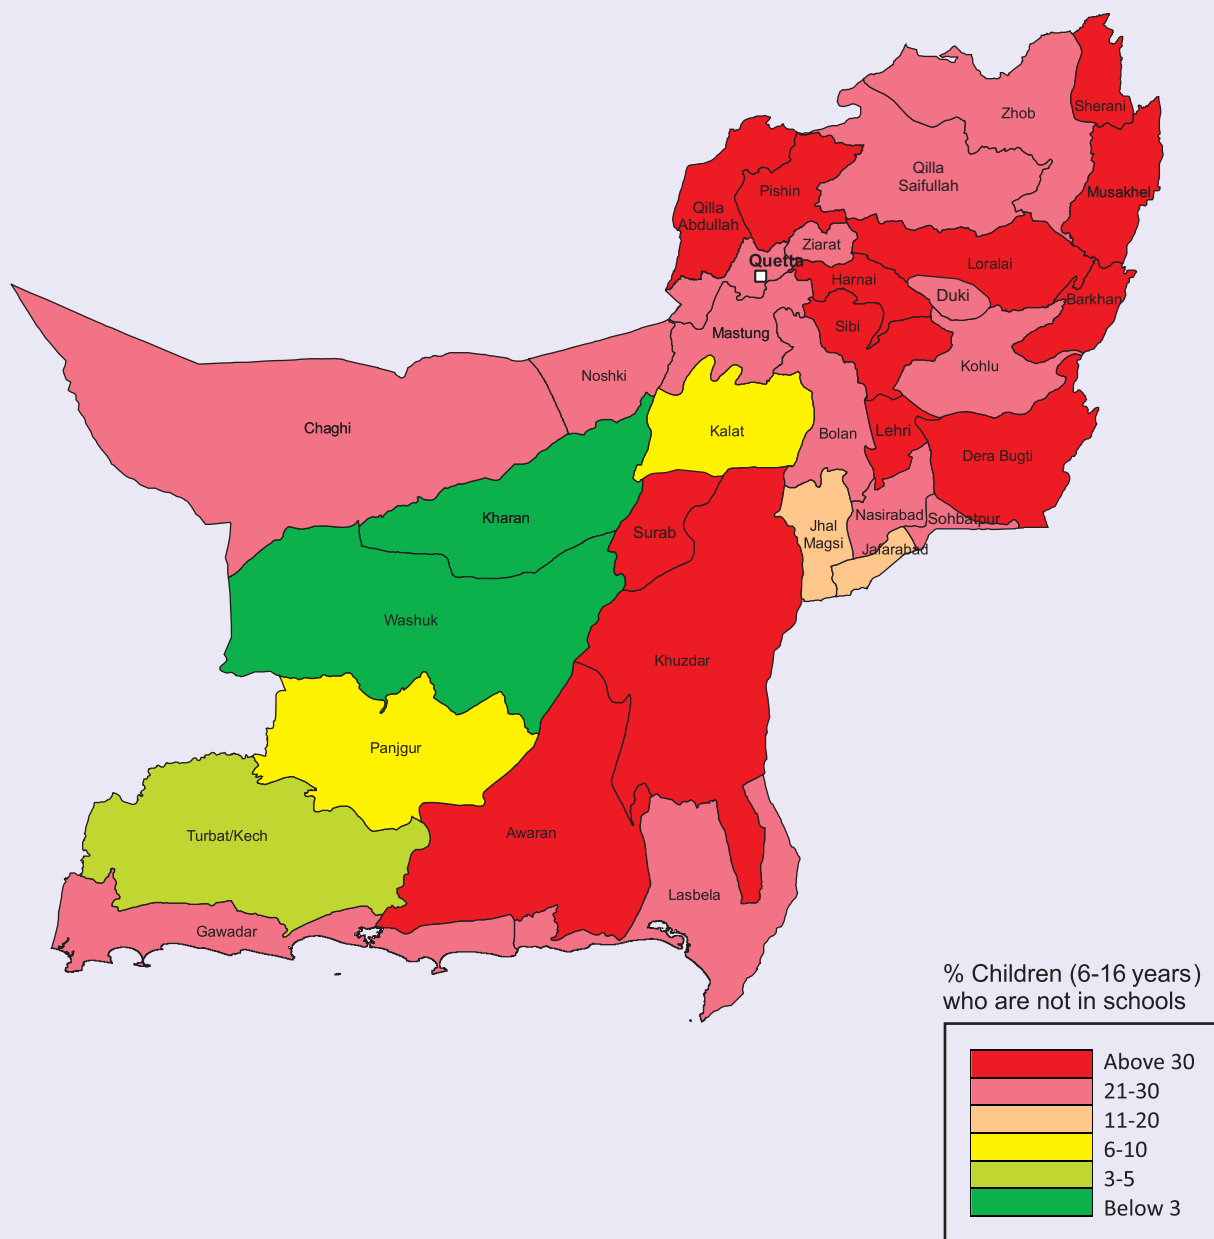 Sherani
Zhob
Qilla
Saifullah
Musakhel
Pishin
Qilla
Abdullah
Ziarat
Quetta
Loralai
Harnai
Duki
Barkhan
Sibi
Mastung
Kohlu
Noshki
Chaghi
Kalat
Bolan
Lehri
Dera Bugti
Kharan
Surab
Jhal
Magsi
Nasirabad
Sohbatpur
Jafarabad
Washuk
Khuzdar
Panjgur
Turbat/Kech
Awaran
Lasbela
Gawadar
% Children (6-16 years)
who are not in schools
Above 30
21-30
11-20
6-10
3-5
Below 3